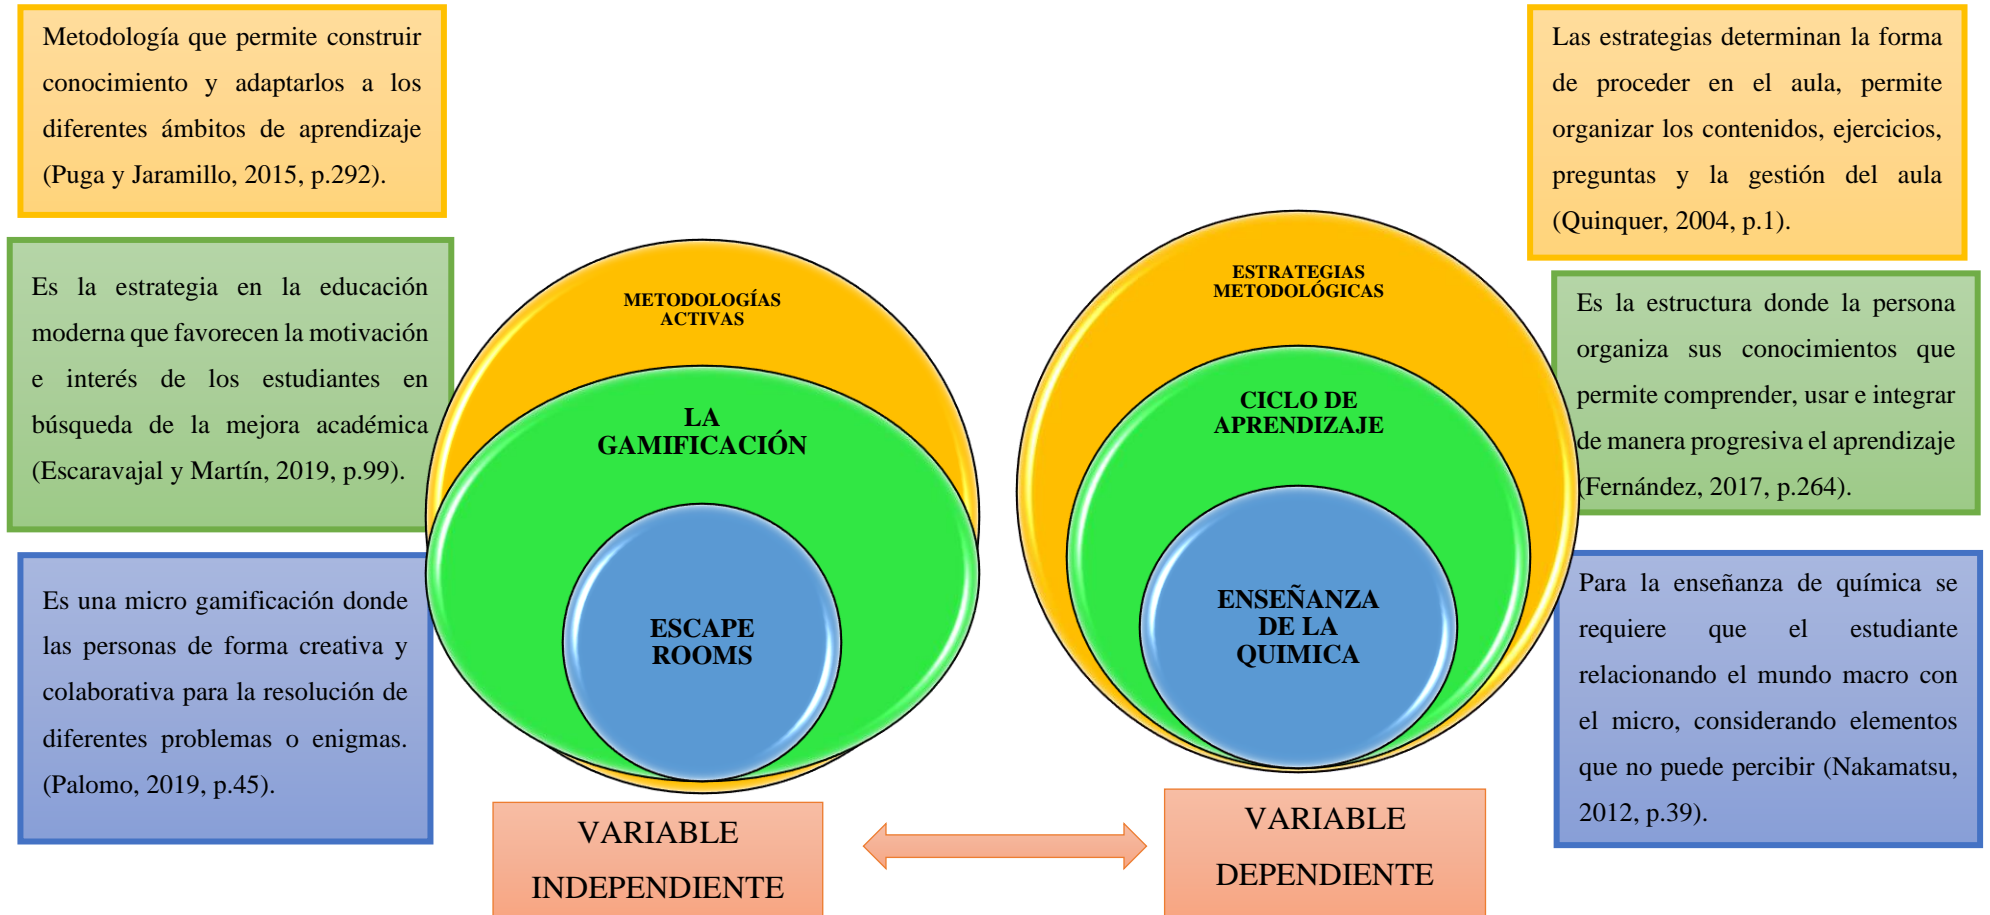 Metodología que permite construir
conocimiento y adaptarlos a los
diferentes ámbitos de aprendizaje
(Puga y Jaramillo, 2015, p.292).
Es la estrategia en la educación
moderna que favorecen la motivación
e interés de los estudiantes en
búsqueda de la mejora académica
(Escaravajal y Martín, 2019, p.99).
Es una micro gamificación donde
las personas de forma creativa y
colaborativa para la resolución de
diferentes problemas o enigmas.
(Palomo, 2019, p.45).
METODOLOGÍAS
ACTIVAS
LA
GAMIFICACIÓN
ESCAPE
ROOMS
VARIABLE
INDEPENDIENTE
ESTRATEGIAS
METODOLÓGICAS
CICLO DE
APRENDIZAJE
ENSEÑANZA
DE LA
QUIMICA
VARIABLE
DEPENDIENTE
Las estrategias determinan la forma
de proceder en el aula, permite
organizar los contenidos, ejercicios,
preguntas y la gestión del aula
(Quinquer, 2004, p.1).
Es la estructura donde la persona
organiza sus conocimientos que
permite comprender, usar e integrar
de manera progresiva el aprendizaje
(Fernández, 2017, p.264).
Para la enseñanza de química se
requiere que el estudiante
relacionando el mundo macro con
el micro, considerando elementos
que no puede percibir (Nakamatsu,
2012, p.39).